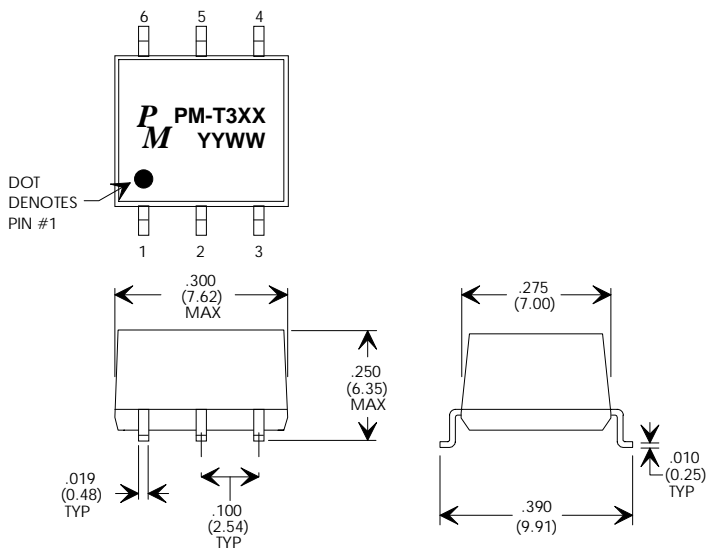 6 5 4
P PM-T3XX
M YYWW
DOT
DENOTES
PIN #1
1 2 3
.300
(7.62)
MAX
.275
(7.00)
.250
(6.35)
MAX
.019
(0.48)
TYP
.100
(2.54)
TYP
.390
(9.91)
.010
(0.25)
TYP